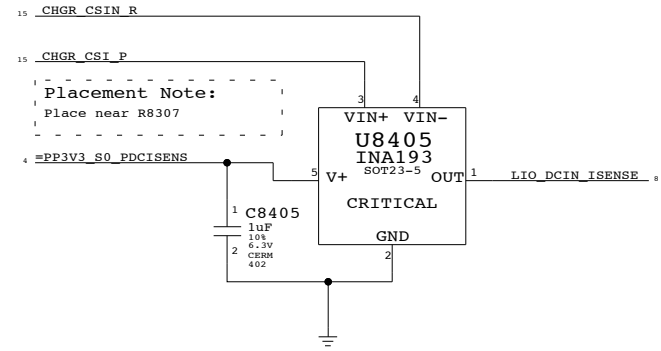 15 CHGR_CSIN_R
15 CHGR_CSI_P
Placement Note:
Place near R8307
3 4
VIN+ VIN-
U8405
INA193
SOT23-5
4 =PP3V3_S0_PDCISENS
5 V+ OUT 1 LIO_DCIN_ISENSE 8
CRITICAL
GND
2
1 C8405
1uF
10%
6.3V
2 CERM
402